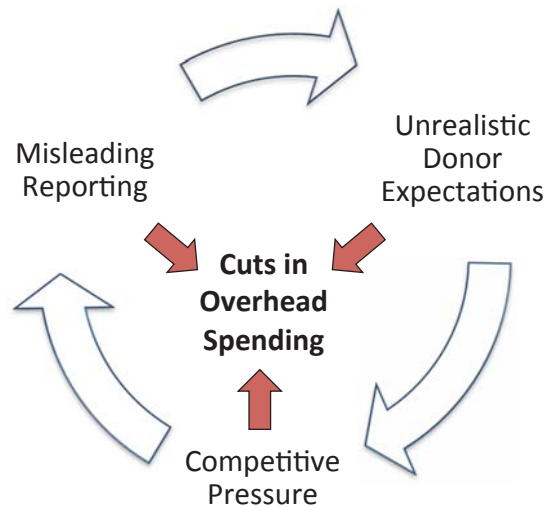 Misleading
Reporting
Unrealistic
Donor
Expectations
Cuts in
Overhead
Spending
Competitive
Pressure